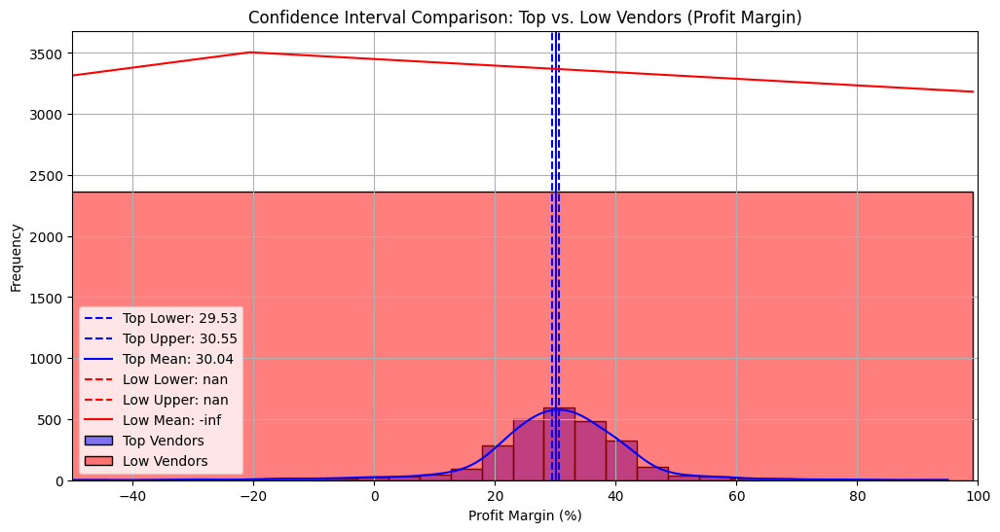 Confidence Interval Comparison: Top vs. Low Vendors (Profit Margin)
Frequency
3500
3000
2500
2000
1500
1000
500
0
Top Lower: 29.53
Top Upper: 30.55
Top Mean: 30.04
Low Lower: nan
Low Upper: nan
Low Mean: -inf
Top Vendors
Low Vendors
−40 −20 0 20 40 60 80 100
Profit Margin (%)